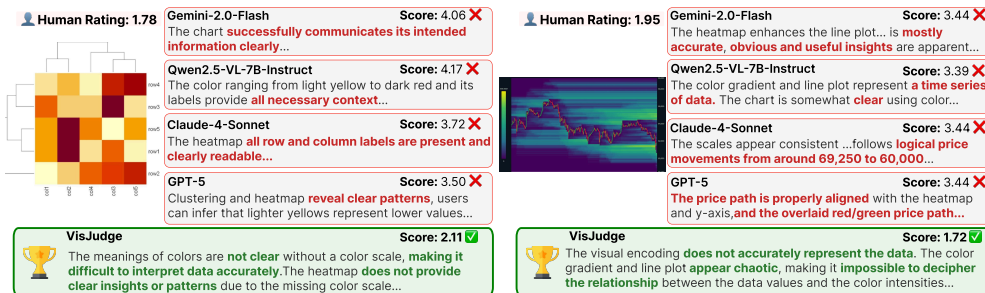 Human Rating: 1.78
Gemini-2.0-Flash
Score: 4.06
The chart successfully communicates its intended
information clearly...
Qwen2.5-VL-7B-Instruct
Score: 4.17
The color ranging from light yellow to dark red and its
labels provide all necessary context...
Claude-4-Sonnet
Score: 3.72
The heatmap all row and column labels are present and
clearly readable...
GPT-5
Score: 3.50
Clustering and heatmap reveal clear patterns, users
can infer that lighter yellows represent lower values...
row4
row3
row5
row1
row2
col1
col2
col4
col3
col5
VisJudge
Score: 2.11
The meanings of colors are not clear without a color scale, making it
difficult to interpret data accurately.The heatmap does not provide
clear insights or patterns due to the missing color scale...
Human Rating: 1.95
Gemini-2.0-Flash
Score: 3.44
The heatmap enhances the line plot... is mostly
accurate, obvious and useful insights are apparent...
Qwen2.5-VL-7B-Instruct
Score: 3.39
The color gradient and line plot represent a time series
of data. The chart is somewhat clear using color...
Claude-4-Sonnet
Score: 3.44
The scales appear consistent ...follows logical price
movements from around 69,250 to 60,000...
GPT-5
Score: 3.44
The price path is properly aligned with the heatmap
and y-axis,and the overlaid red/green price path...
VisJudge
Score: 1.72
The visual encoding does not accurately represent the data. The color
gradient and line plot appear chaotic, making it impossible to decipher
the relationship between the data values and the color intensities...